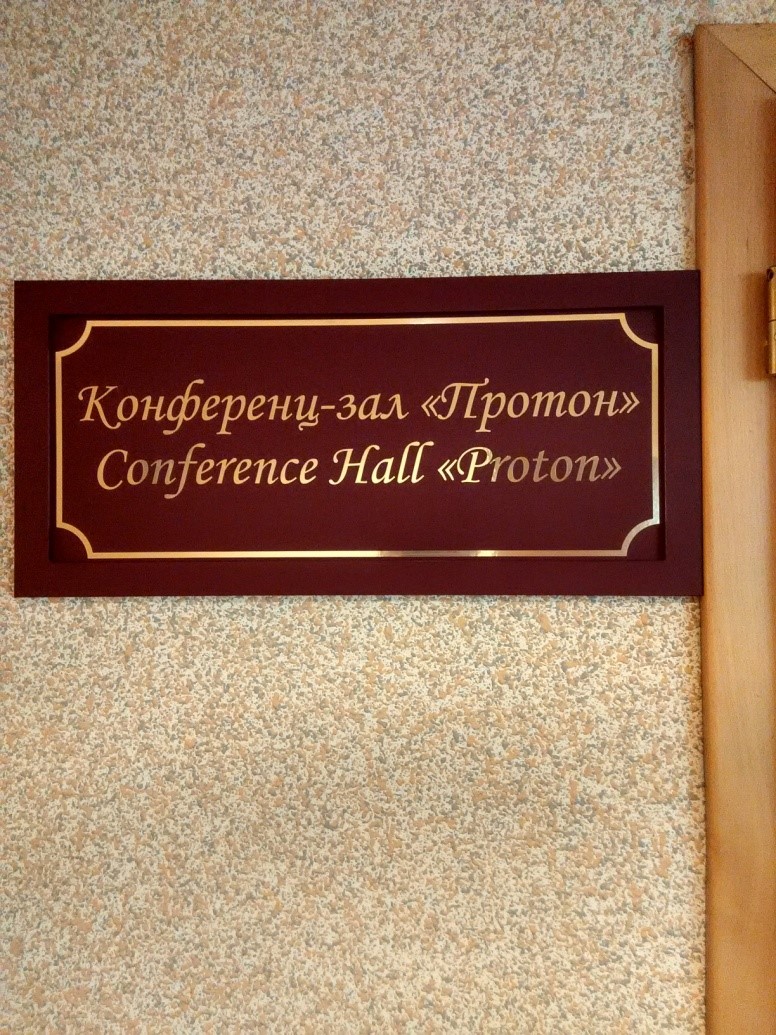 Конференц-зал «Протон»
Conference Hall «Proton»